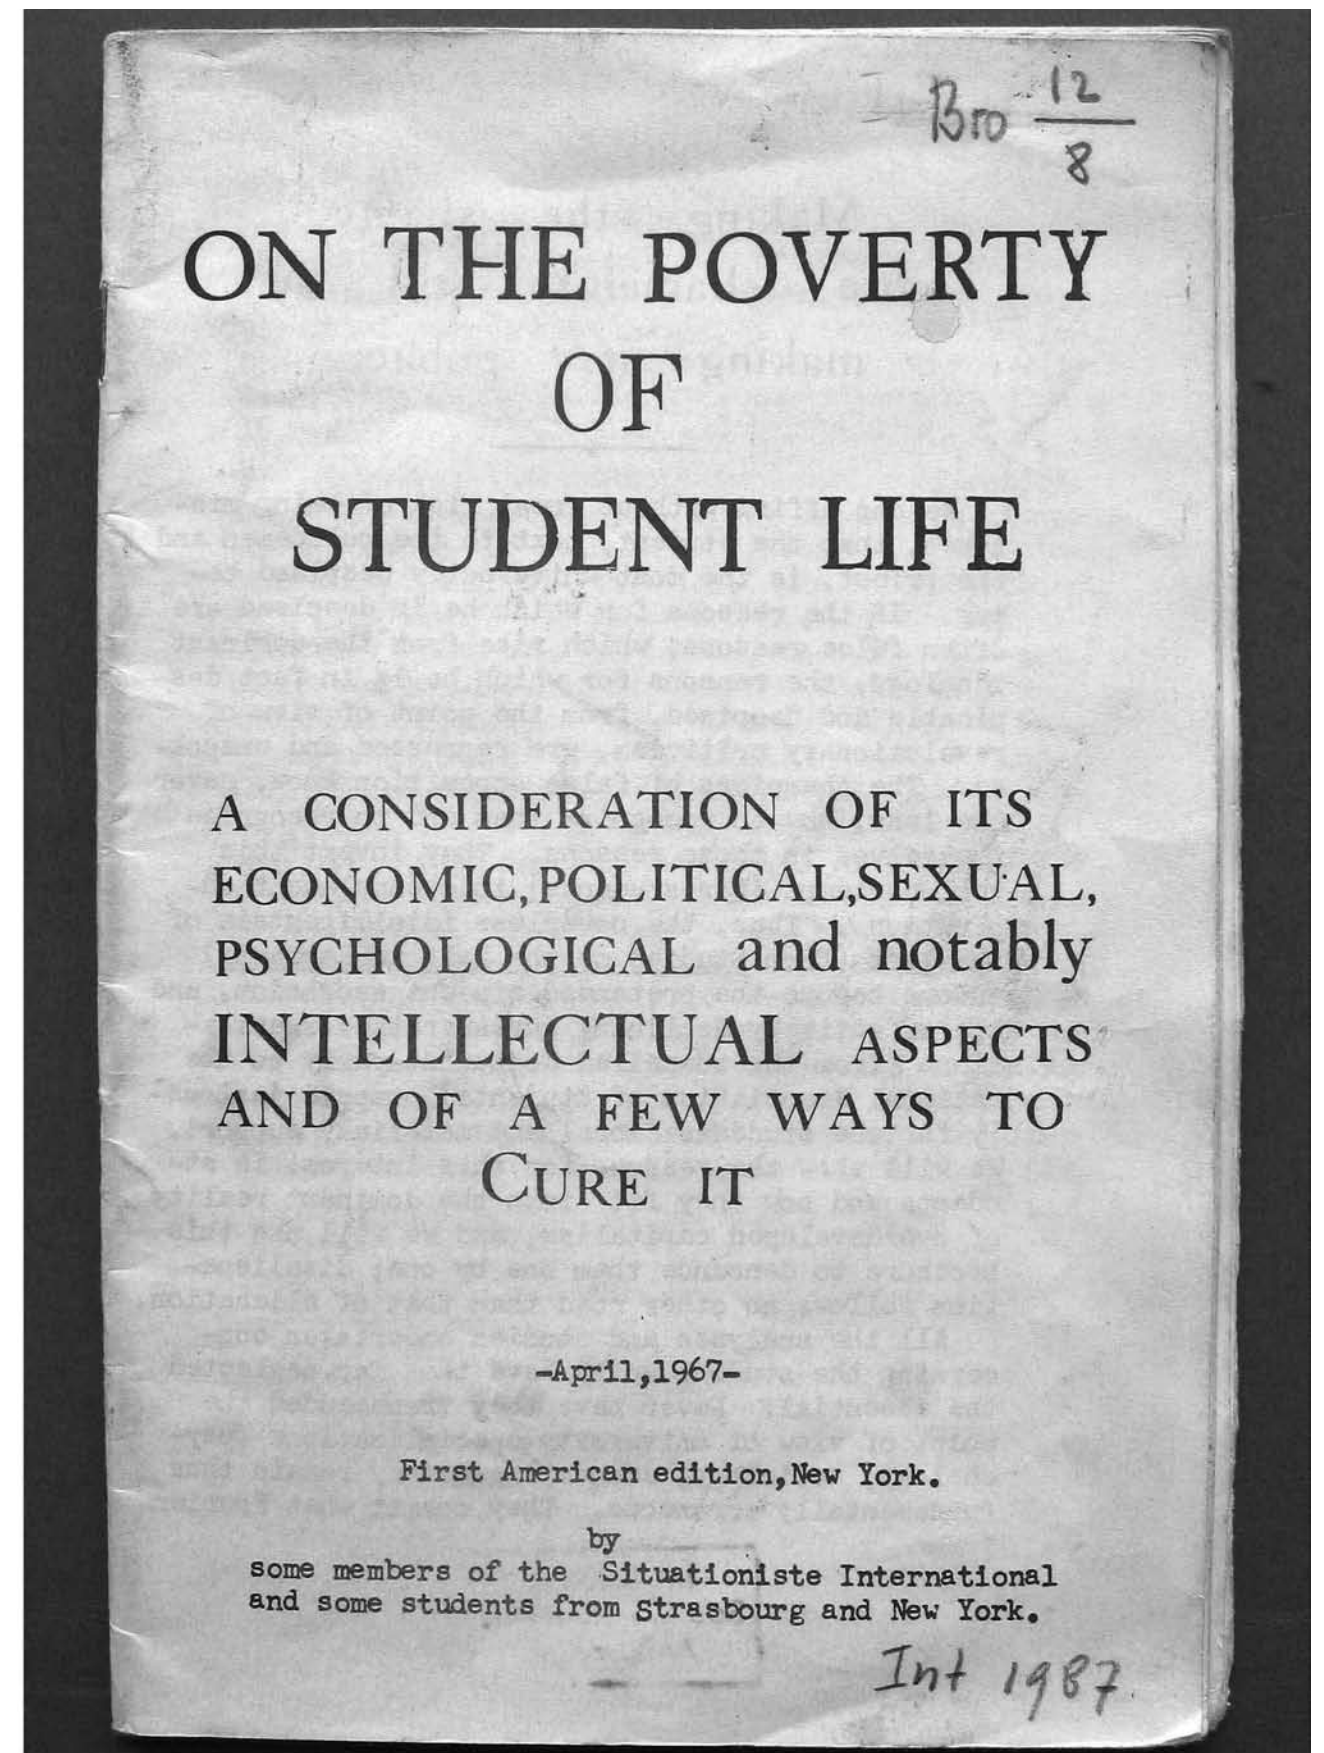 Bro 12
8
ON THE POVERTY
OF
STUDENT LIFE
A CONSIDERATION OF ITS
ECONOMIC, POLITICAL, SEXUAL,
PSYCHOLOGICAL and notably
INTELLECTUAL ASPECTS
AND OF A FEW WAYS TO
CURE IT
-April,1967-
First American edition, New York.
by
some members of the Situationiste International
and some students from Strasbourg and New York.
Int 1987.